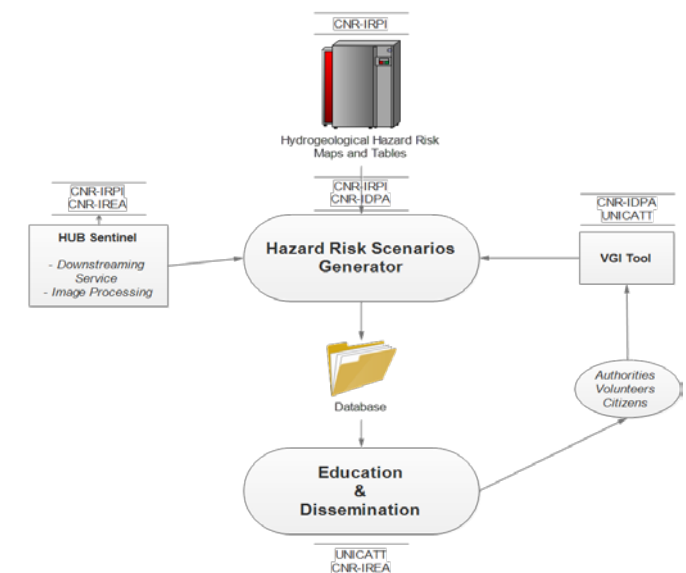 CNR-IRPI
Hydrogeological Hazard Risk
Maps and Tables
CNR-IRPI
CNR-IDPA
CNR-IRPI
CNR-IREA
HUB Sentinel
- Downstreaming
Service
- Image Processing
Hazard Risk Scenarios
Generator
CNR-IDPA
UNICATT
VGI Tool
Database
Authorities
Volunteers
Citizens
Education
&
Dissemination
UNICATT
CNR-IREA